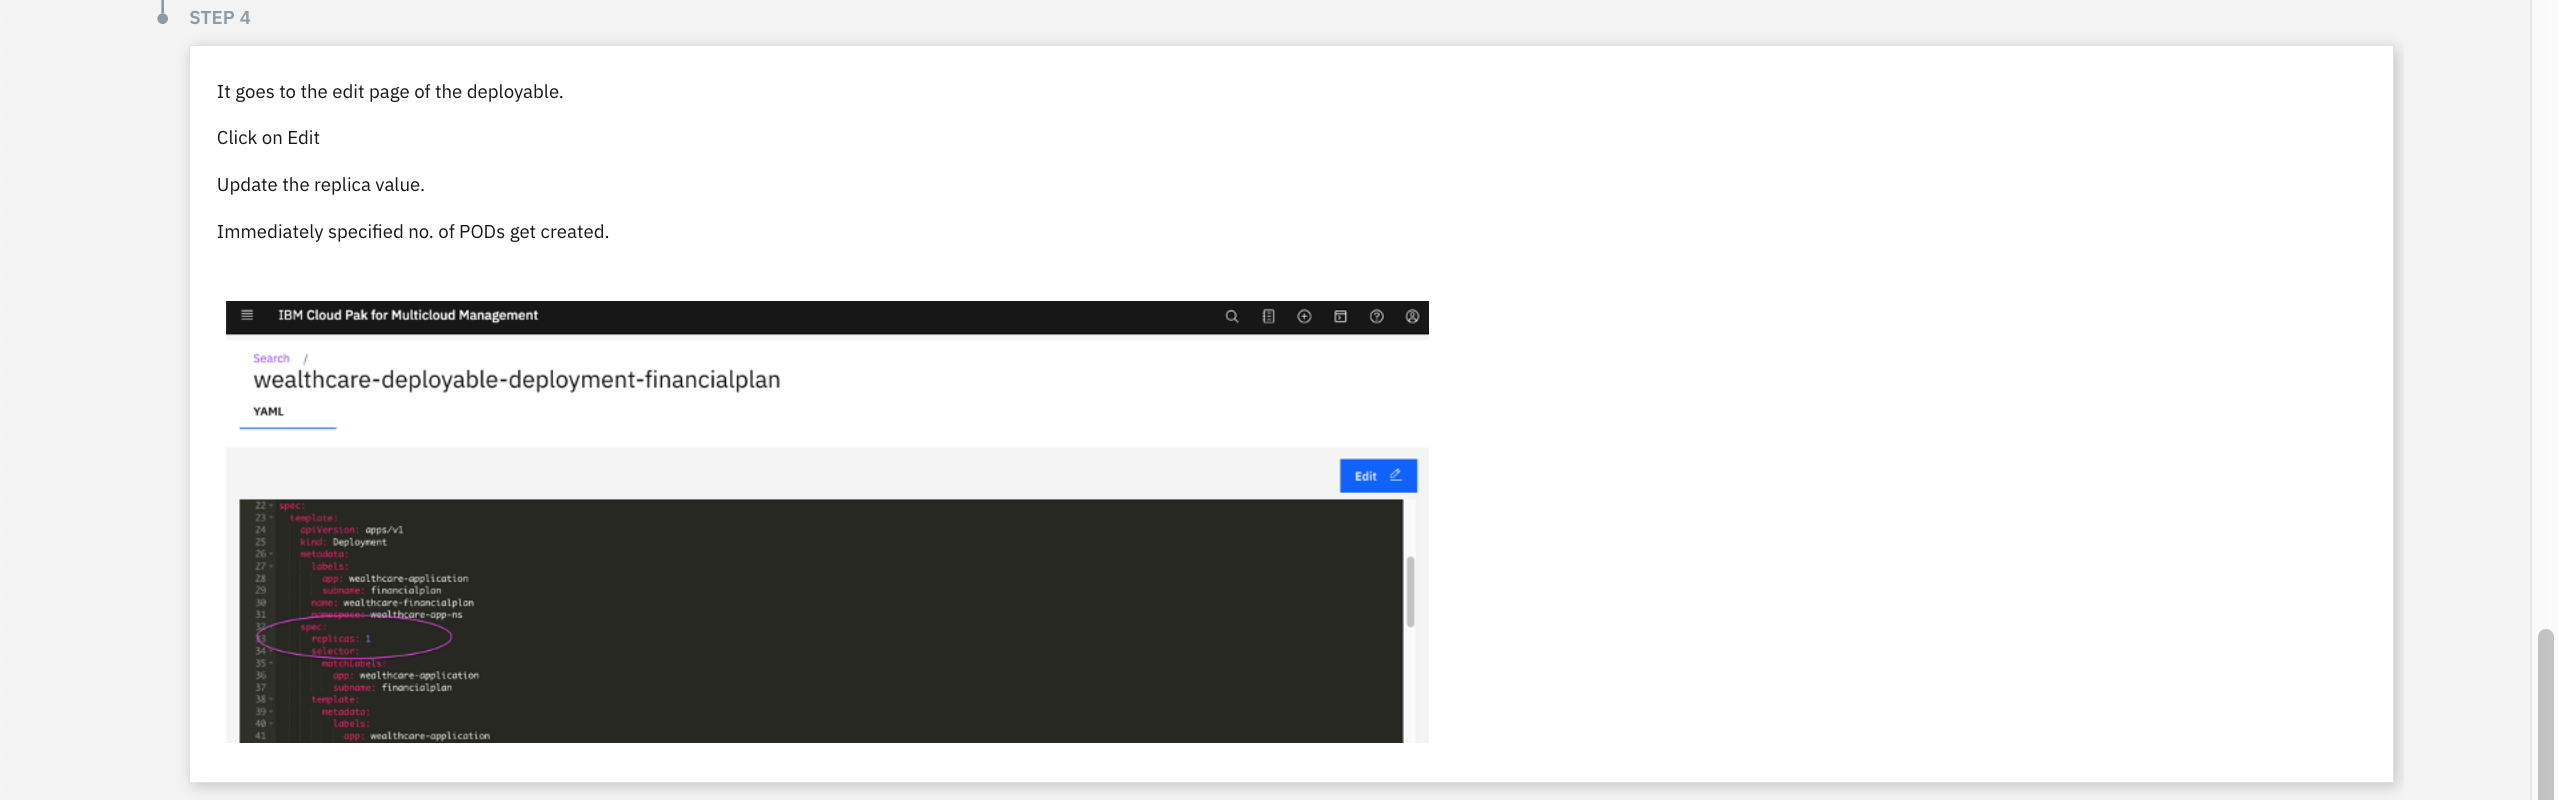 STEP 4
It goes to the edit page of the deployable.
Click on Edit
Update the replica value.
Immediately specified no. of PODs get created.
IBM Cloud Pak for Multicloud Management
Search /
wealthcare-deployable-deployment-financialplan
YAML
Edit
22 spec:
23 template:
24 apiVersion: apps/v1
25 kind: Deployment
26 metadata:
27 labels:
28 app: wealthcare-application
29 subname: financialplan
30 name: wealthcare-financialplan
31 namespace: wealthcare-app-ns
32 spec:
33 replicas: 1
34 selector:
35 matchLabels:
36 app: wealthcare-application
37 subname: financialplan
38 template:
39 metadata:
40 labels:
41 app: wealthcare-application